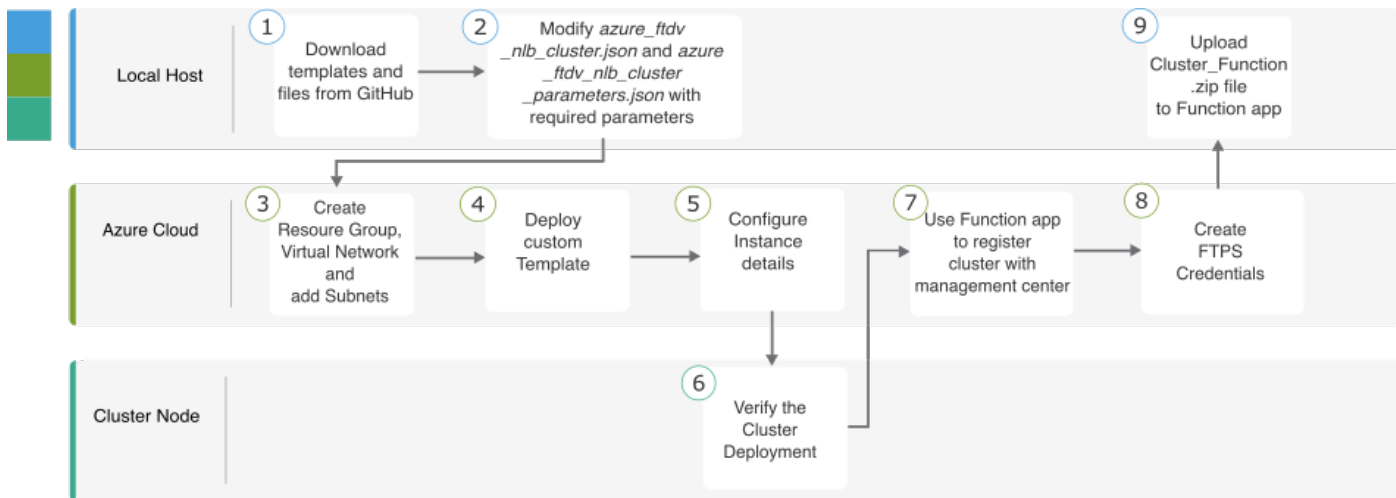 Local Host
1
Download
templates and
files from GitHub
2
Modify azure_ftdv
_nlb_cluster.json and azure
_ftdv_nlb_cluster
_parameters.json with
required parameters
9
Upload
Cluster_Function
.zip file
to Function app
Azure Cloud
3
Create
Resoure Group,
Virtual Network
and
add Subnets
4
Deploy
custom
Template
5
Configure
Instance
details
7
Use Function app
to register
cluster with
management center
8
Create
FTPS
Credentials
Cluster Node
6
Verify the
Cluster
Deployment